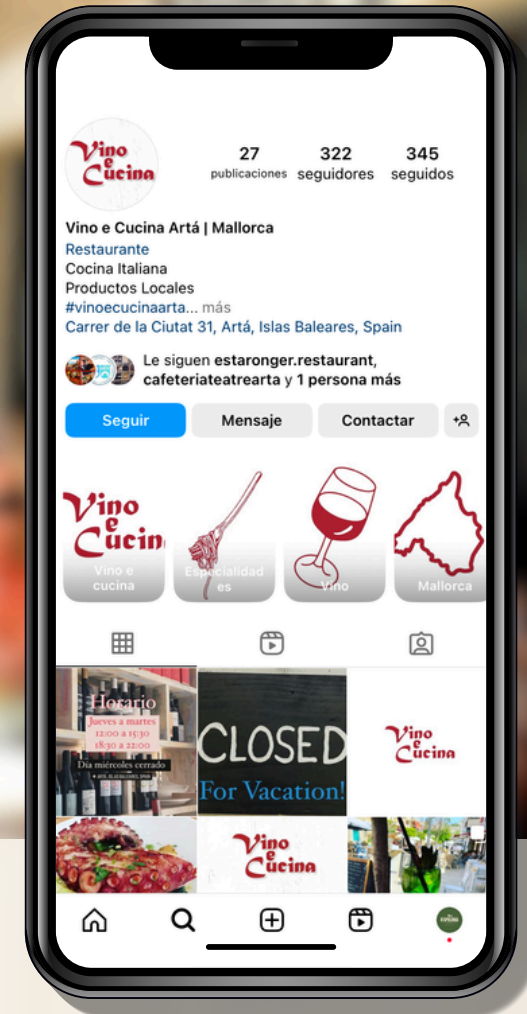 Vino
e
Cucina
27
322
345
publicaciones
seguidores
seguidos
Vino e Cucina Artá | Mallorca
Restaurante
Cocina Italiana
Productos Locales
#vinoecucinaarta... más
Carrer de la Ciutat 31, Artá, Islas Baleares, Spain
Le siguen estaronger.restaurant,
cafeteriateatrearta y 1 persona más
Seguir
Mensaje
Contactar
Vino
e
Cucin
Vino e
cucina
Especialidad
es
Vino
Mallorca
Horario
Jueves a martes
12:00 a 15:30
18:30 a 22:00
Día miércoles cerrado
CLOSED
For Vacation!
Vino
e
Cucina
Vino
e
Cucina